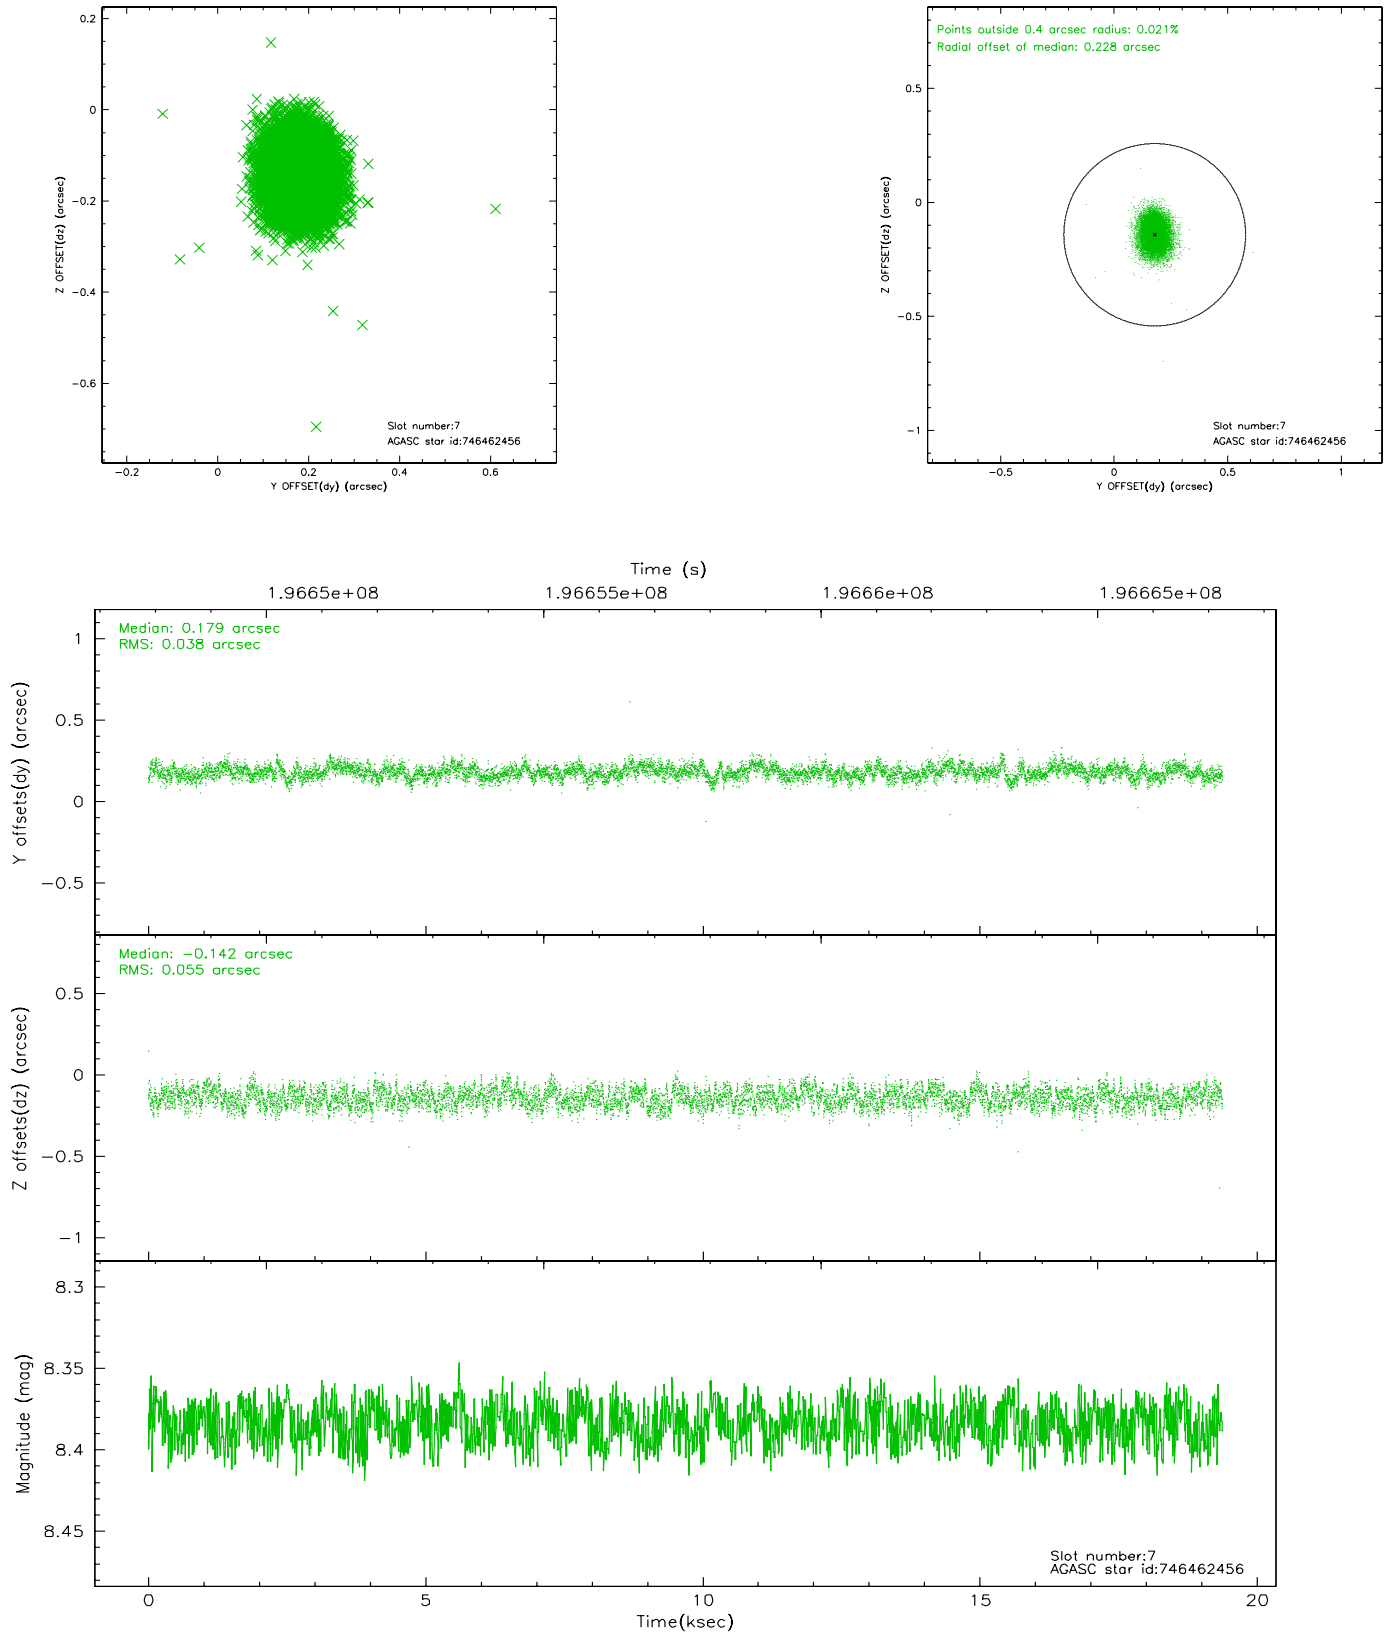 0.2
0
−0.2
−0.4
−0.6
Z OFFSET(dz) (arcsec)
Slot number:7
AGASC star id:746462456
−0.2 0 0.2 0.4 0.6
Y OFFSET(dy) (arcsec)
Points outside 0.4 arcsec radius: 0.021%
Radial offset of median: 0.228 arcsec
0.5
0
−0.5
−1
Z OFFSET(dz) (arcsec)
Slot number:7
AGASC star id:746462456
−0.5 0 0.5 1
Y OFFSET(dy) (arcsec)
Time (s)
1.9665e+08 1.96655e+08 1.9666e+08 1.96665e+08
Median: 0.179 arcsec
RMS: 0.038 arcsec
1
0.5
0
−0.5
Y offsets(dy) (arcsec)
Median: −0.142 arcsec
RMS: 0.055 arcsec
0.5
0
−0.5
−1
Z offsets(dz) (arcsec)
8.3
8.35
8.4
8.45
Magnitude (mag)
Slot number:7
AGASC star id:746462456
0 5 10 15 20
Time(ksec)